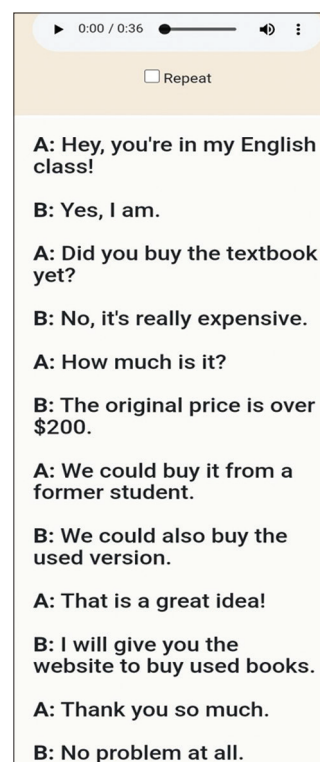 0:00 / 0:36
Repeat
A: Hey, you're in my English
class!
B: Yes, I am.
A: Did you buy the textbook
yet?
B: No, it's really expensive.
A: How much is it?
B: The original price is over
$200.
A: We could buy it from a
former student.
B: We could also buy the
used version.
A: That is a great idea!
B: I will give you the
website to buy used books.
A: Thank you so much.
B: No problem at all.